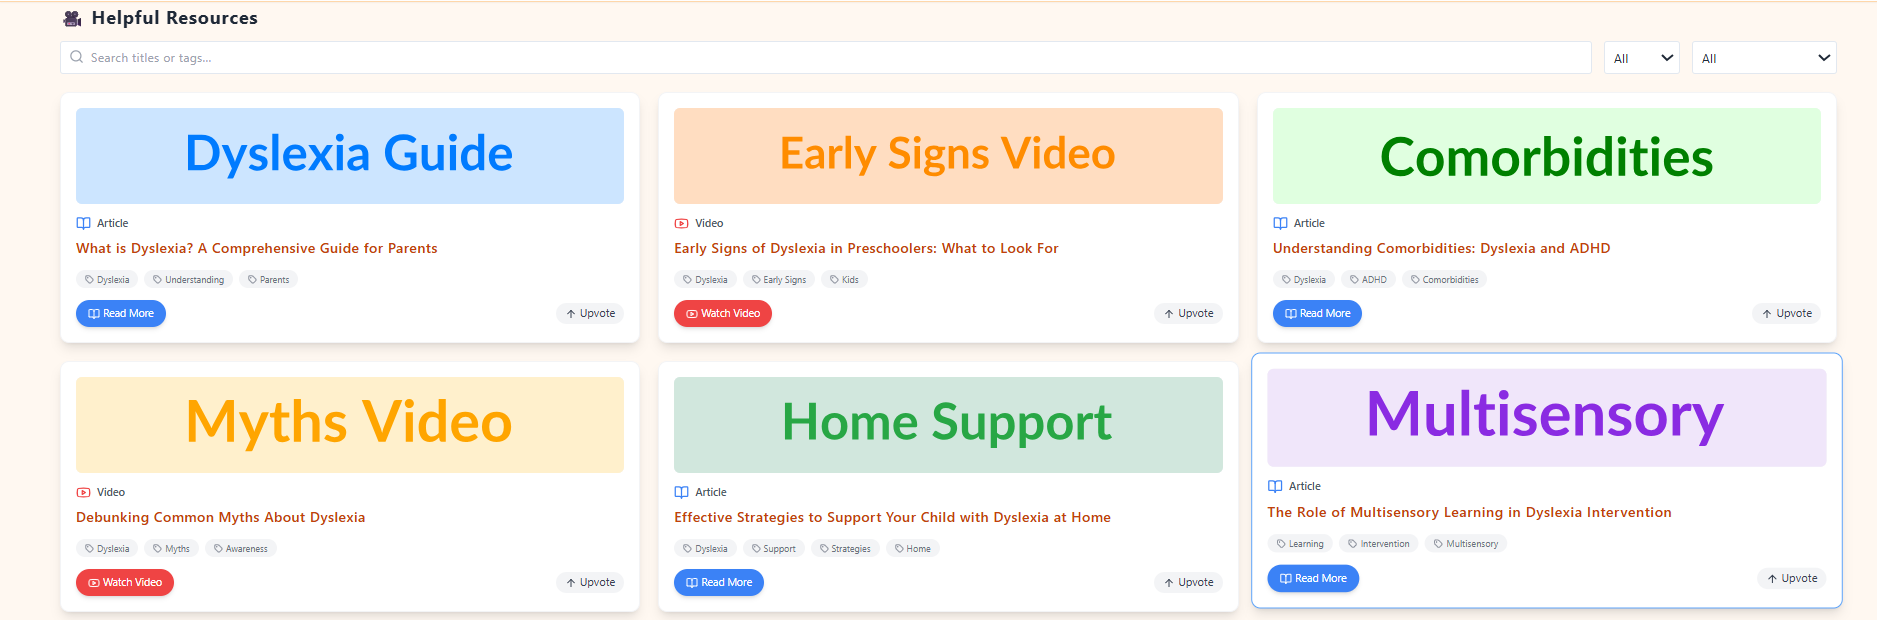 Helpful Resources
Search titles or tags...
All
All
Dyslexia Guide
Article
What is Dyslexia? A Comprehensive Guide for Parents
Dyslexia
Understanding
Parents
Read More
Upvote
Early Signs Video
Video
Early Signs of Dyslexia in Preschoolers: What to Look For
Dyslexia
Early Signs
Kids
Watch Video
Upvote
Comorbidities
Article
Understanding Comorbidities: Dyslexia and ADHD
Dyslexia
ADHD
Comorbidities
Read More
Upvote
Myths Video
Video
Debunking Common Myths About Dyslexia
Dyslexia
Myths
Awareness
Watch Video
Upvote
Home Support
Article
Effective Strategies to Support Your Child with Dyslexia at Home
Dyslexia
Support
Strategies
Home
Read More
Upvote
Multisensory
Article
The Role of Multisensory Learning in Dyslexia Intervention
Learning
Intervention
Multisensory
Read More
Upvote